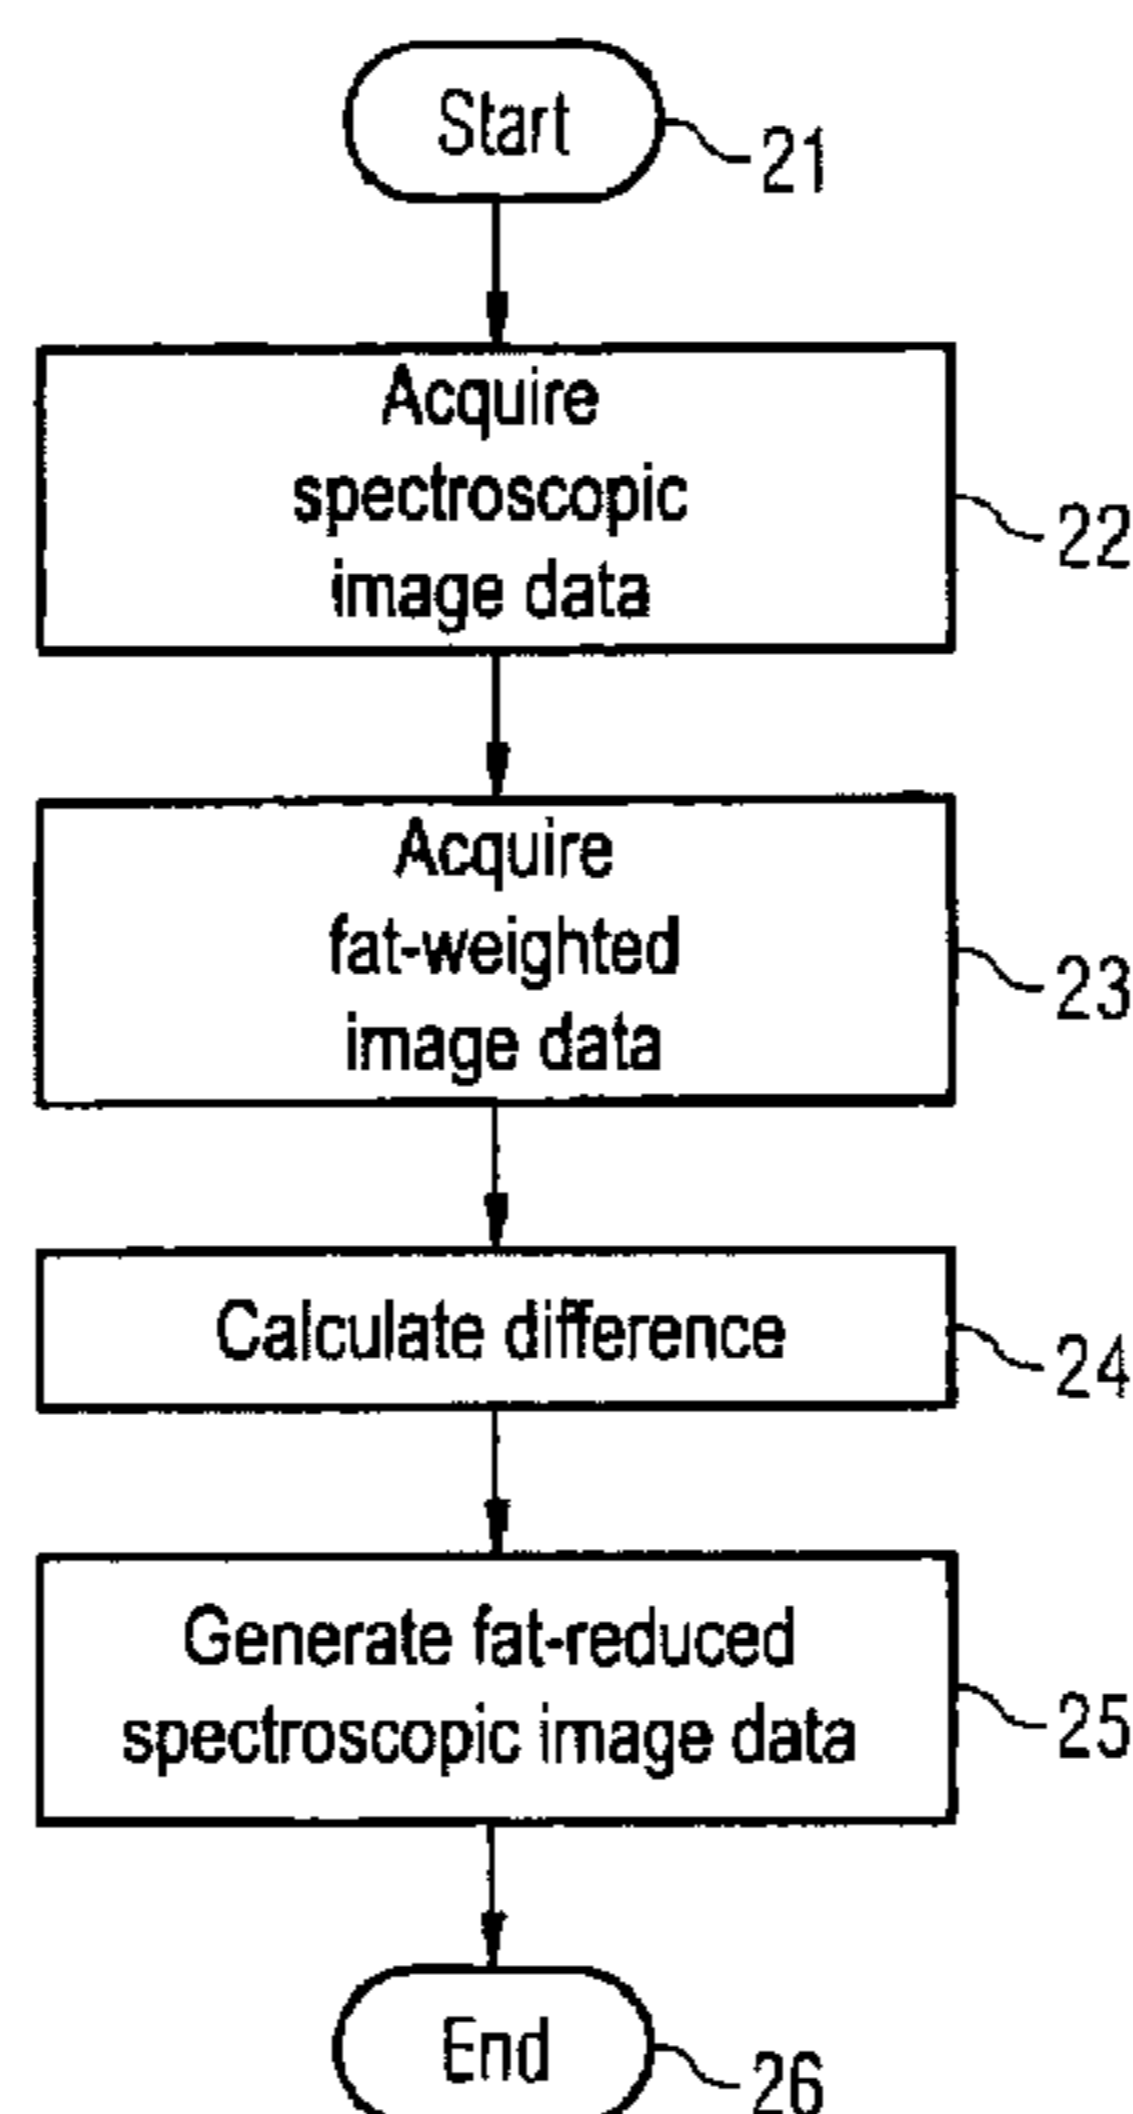 Start
21
Acquire
spectroscopic
image data
22
Acquire
fat-weighted
image data
23
Calculate difference
24
Generate fat-reduced
spectroscopic image data
25
End
26